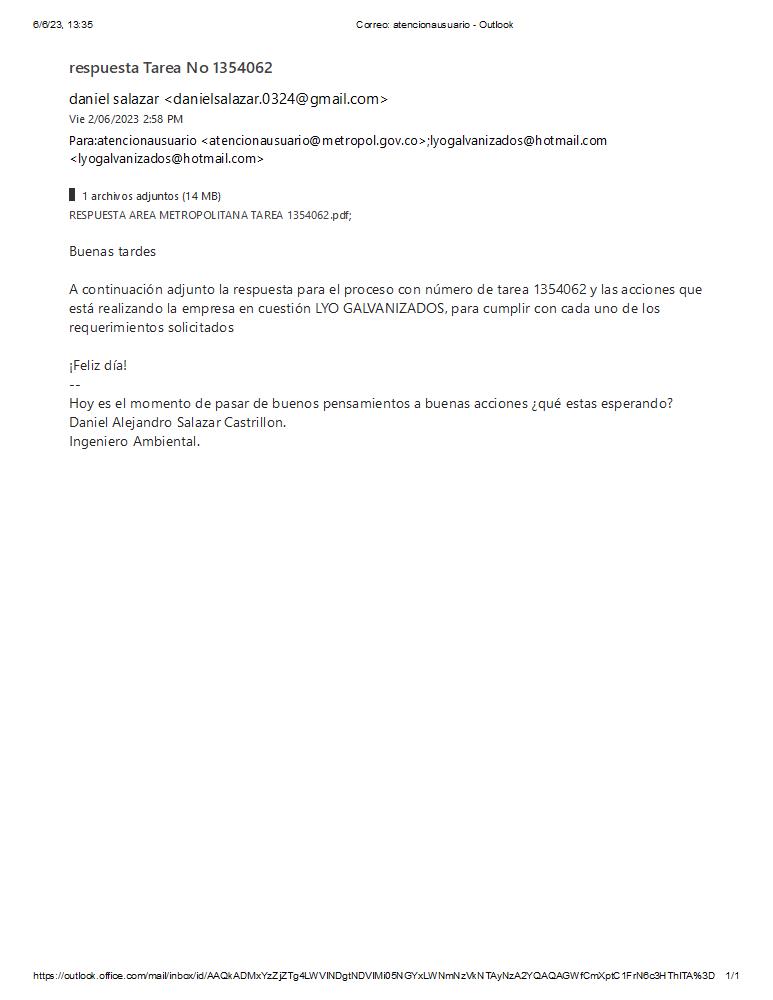 6/6/23, 13:35 Correo: atencionausuario - Outlook
respuesta Tarea No 1354062
daniel salazar <danielsalazar.0324@gmail.com>
Vie 2/06/2023 2:58 PM
Para:atencionausuario <atencionausuario@metropol.gov.co>;lyogalvanizados@hotmail.com
<lyogalvanizados@hotmail.com>
1 archivos adjuntos (14 MB)
RESPUESTA AREA METROPOLITANA TAREA 1354062.pdf;
Buenas tardes
A continuación adjunto la respuesta para el proceso con número de tarea 1354062 y las acciones que
está realizando la empresa en cuestión LYO GALVANIZADOS, para cumplir con cada uno de los
requerimientos solicitados
¡Feliz día!
--
Hoy es el momento de pasar de buenos pensamientos a buenas acciones ¿qué estas esperando?
Daniel Alejandro Salazar Castrillon.
Ingeniero Ambiental.
https://outlook.office.com/mail/inbox/id/AAQkADMxYzZjZTg4LWVlNDgtNDVlMi05NGYxLWNmNzVkNTAyNzA2YQAQAGWfCmXptC1FrN6c3HThITA%3D 1/1